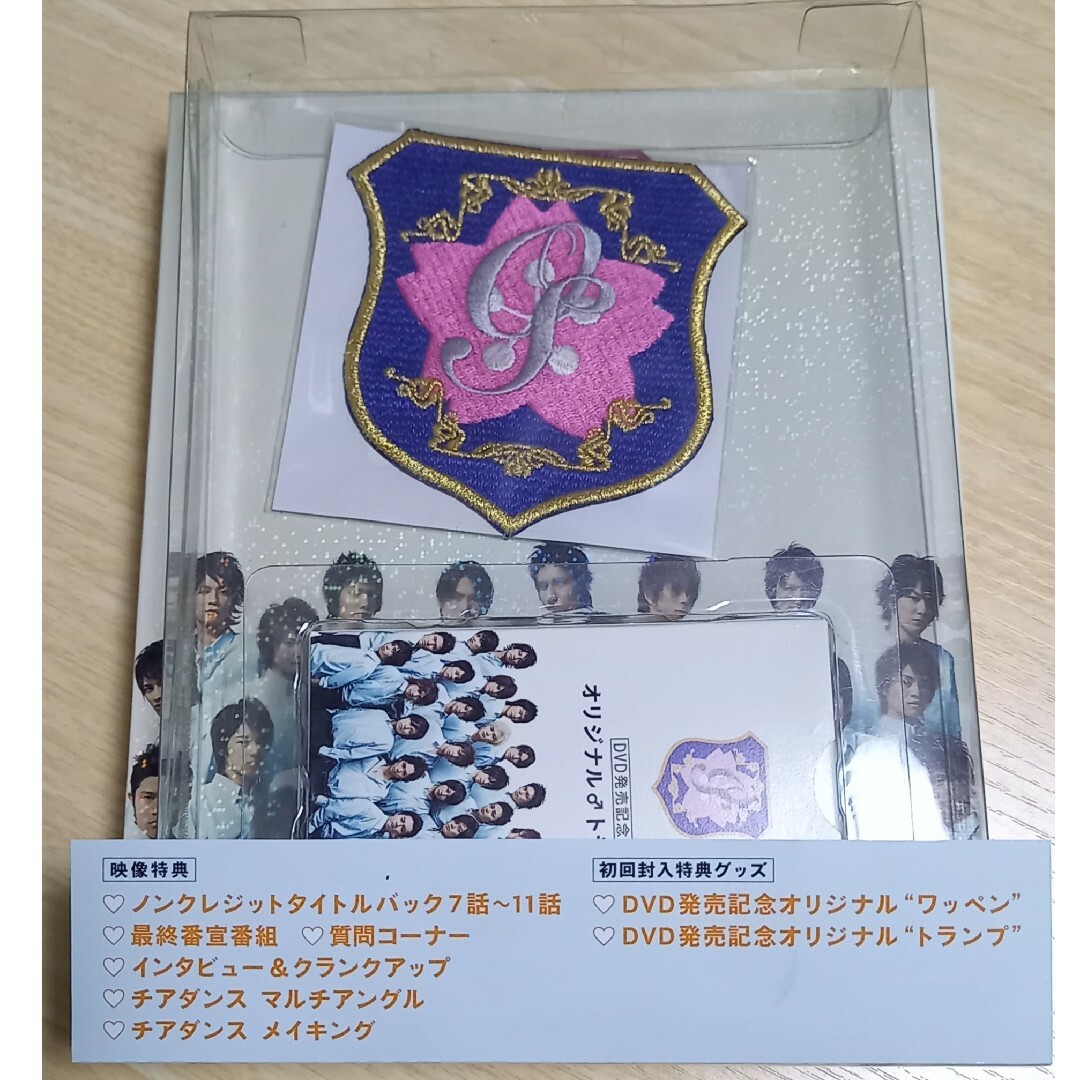 オリジナル♂ト
DVD発売記念
映像特典
♡ノンクレジットタイトルバック7話～11話
♡最終番宣番組 ♡質問コーナー
♡インタビュー&クランクアップ
♡チアダンス マルチアングル
♡チアダンス メイキング
初回封入特典グッズ
♡DVD発売記念オリジナル“ワッペン”
♡DVD発売記念オリジナル“トランプ”